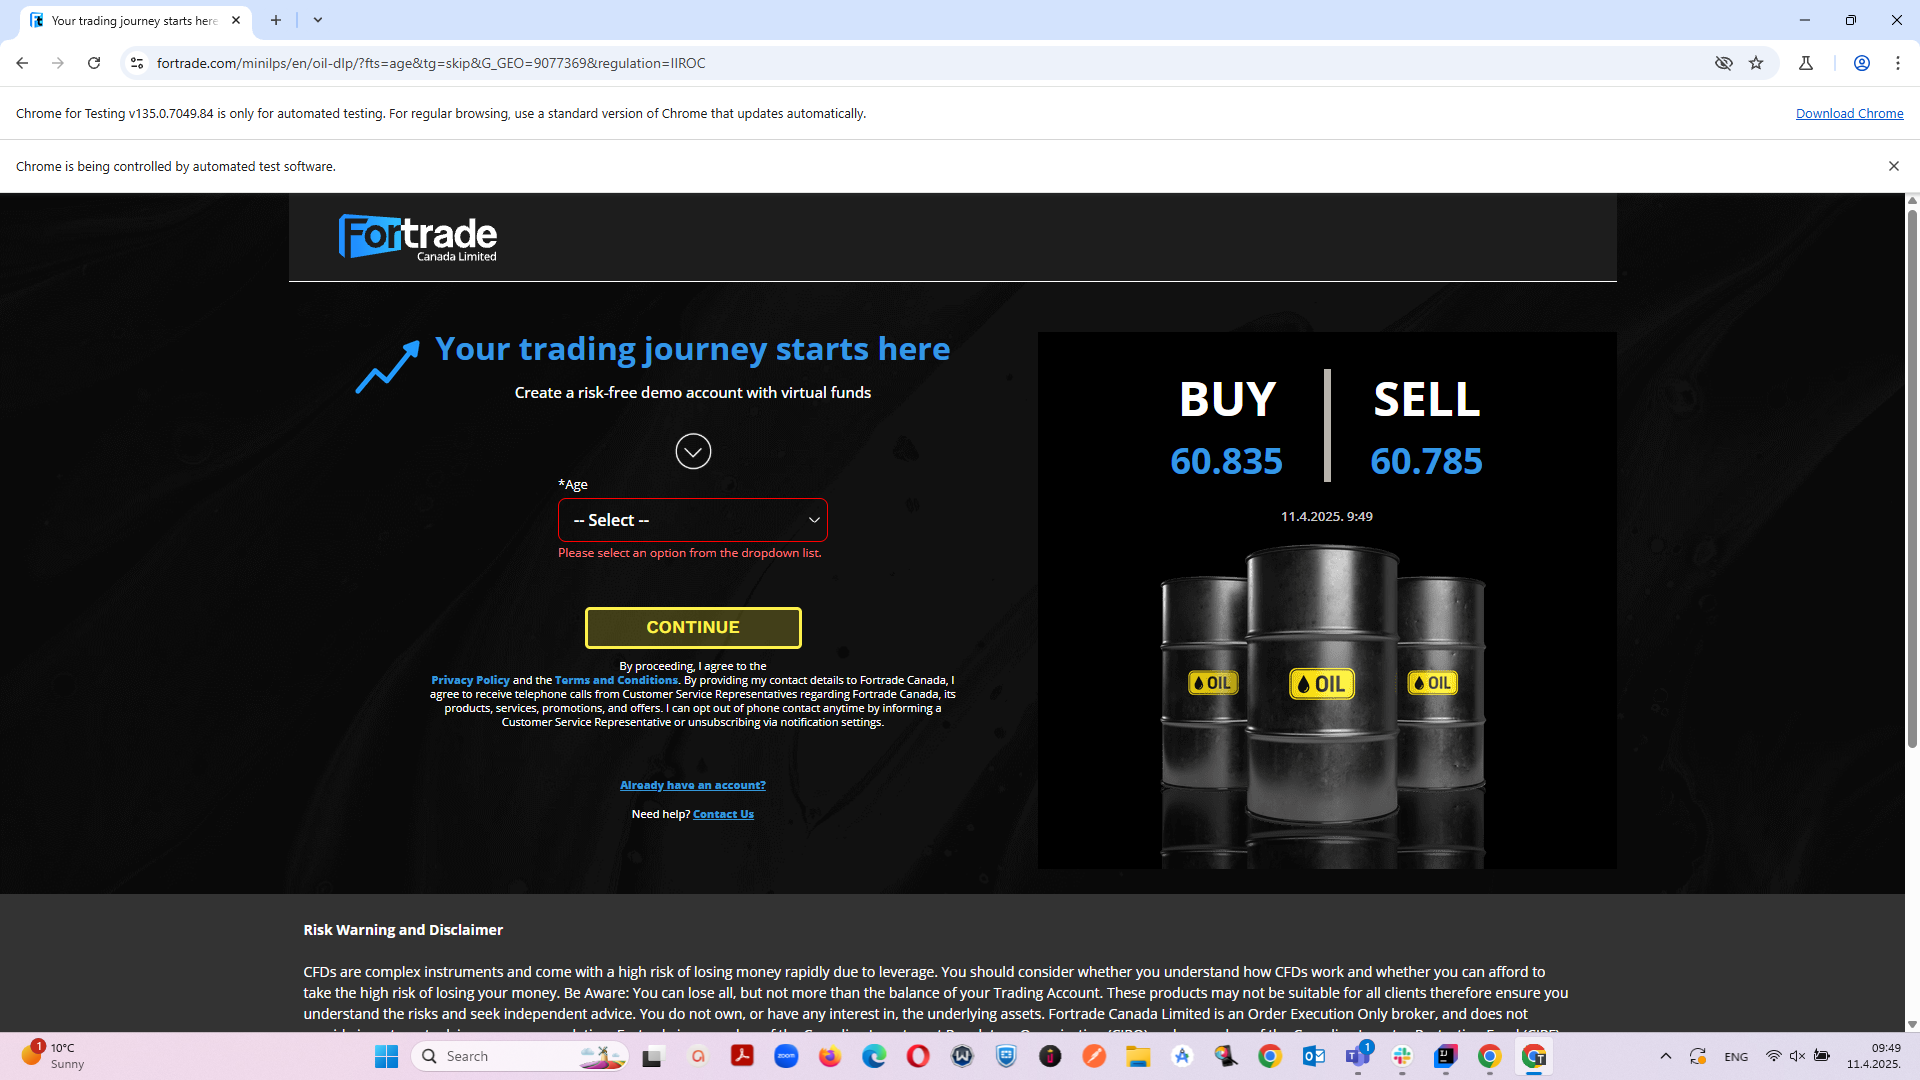 Your trading journey starts here
fortrade.com/minilps/en/oil-dlp/?fts=age&tg=skip&G_GEO=9077369&regulation=IIROC
Chrome for Testing v135.0.7049.84 is only for automated testing. For regular browsing, use a standard version of Chrome that updates automatically.
Download Chrome
Chrome is being controlled by automated test software.
Fortrade
Canada Limited
Your trading journey starts here
Create a risk-free demo account with virtual funds
*Age
-- Select --
Please select an option from the dropdown list.
CONTINUE
By proceeding, I agree to the
Privacy Policy and the Terms and Conditions. By providing my contact details to Fortrade Canada, I
agree to receive telephone calls from Customer Service Representatives regarding Fortrade Canada, its
products, services, promotions, and offers. I can opt out of phone contact anytime by informing a
Customer Service Representative or unsubscribing via notification settings.
Already have an account?
Need help? Contact Us
BUY
SELL
60.835
60.785
11.4.2025. 9:49
OIL
OIL
OIL
Risk Warning and Disclaimer
CFDs are complex instruments and come with a high risk of losing money rapidly due to leverage. You should consider whether you understand how CFDs work and whether you can afford to
take the high risk of losing your money. Be Aware: You can lose all, but not more than the balance of your Trading Account. These products may not be suitable for all clients therefore ensure you
understand the risks and seek independent advice. You do not own, or have any interest in, the underlying assets. Fortrade Canada Limited is an Order Execution Only broker, and does not
1
10°C
Sunny
Search
zoom
1
ENG
09:49
11.4.2025.